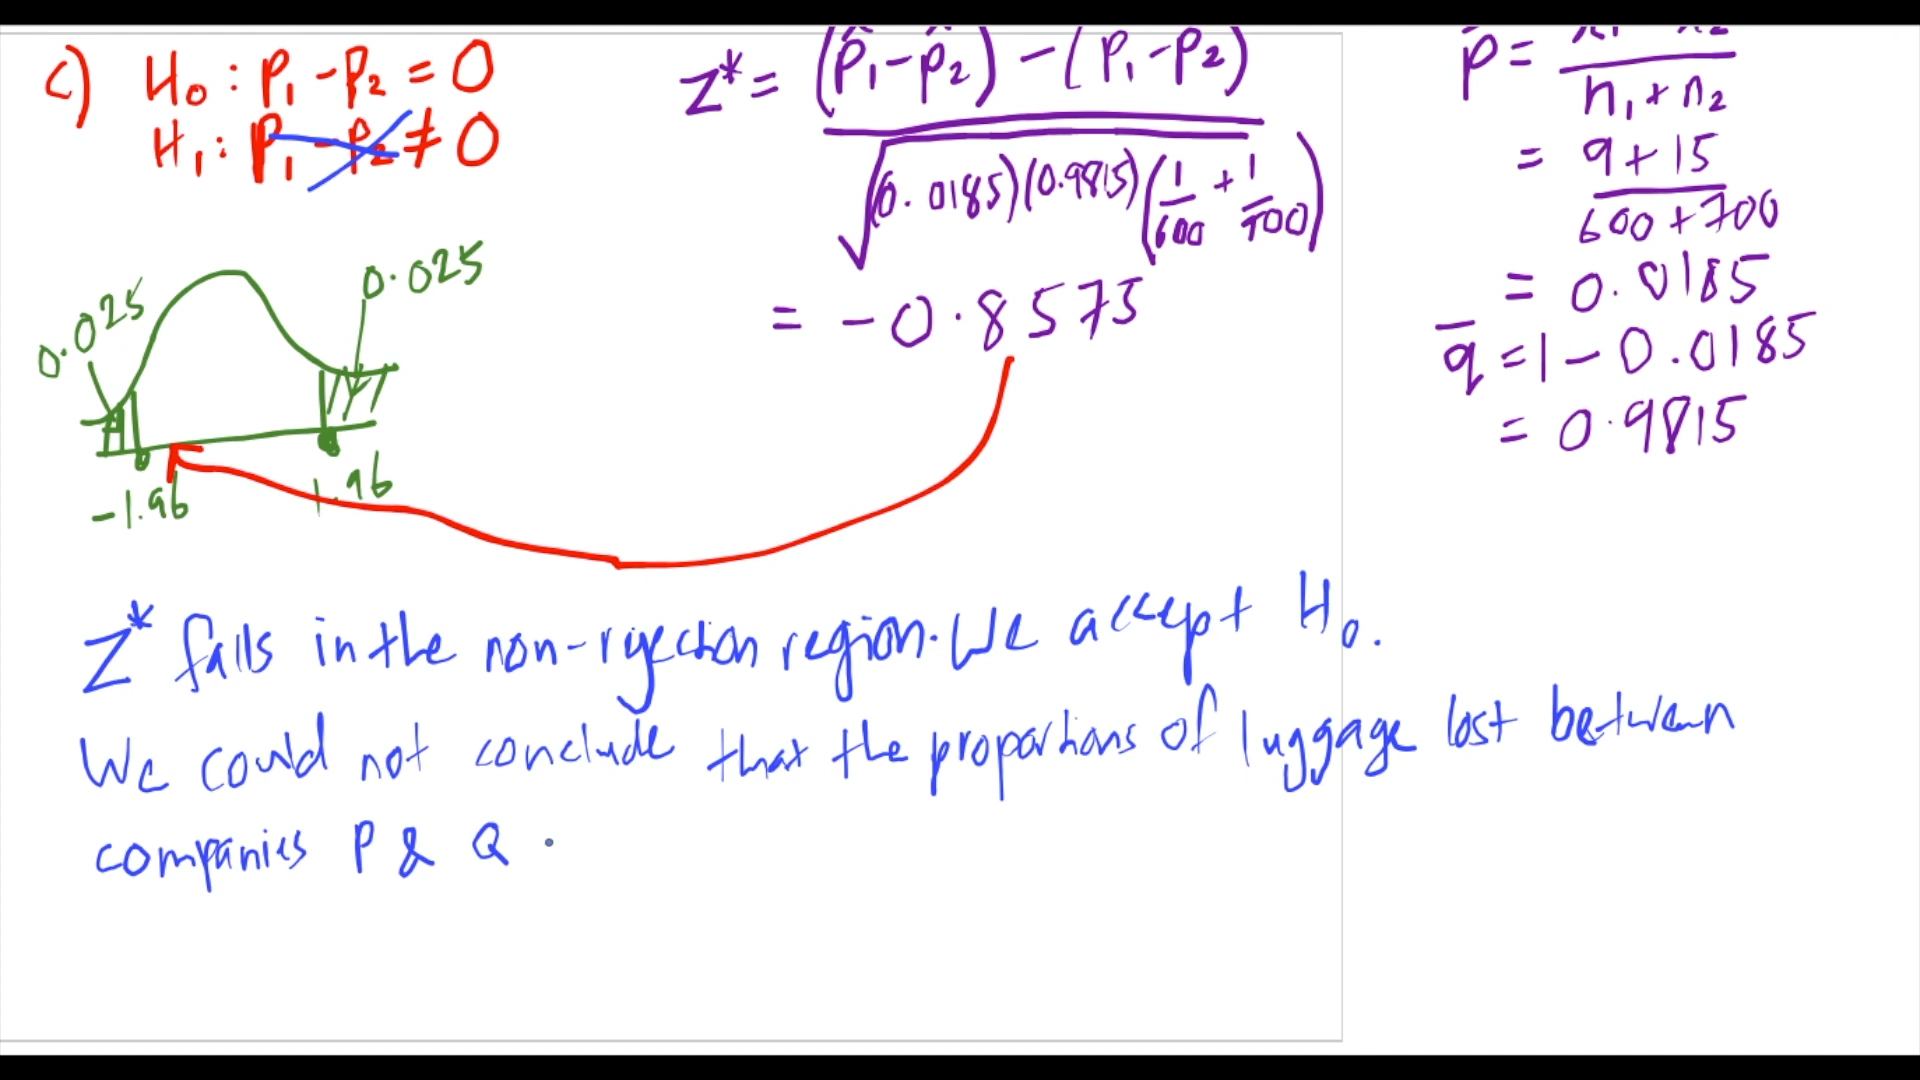 c) H₀ : P₁ - P₂ = 0
H₁ : P₁ - P₂ ≠ 0
0.025
0.025
-1.96
1.96
Z* = (p̂₁ - p̂₂) - (P₁ - P₂)
√(0.0185)(0.9815)(1/600 + 1/700)
= -0.8573
p̄ =
n₁ + n₂
= 9 + 15
600 + 700
= 0.0185
q̄ = 1 - 0.0185
= 0.9815
Z* falls in the non-rejection region. We accept H₀.
We could not conclude that the proportions of luggage lost between
companies P & Q .